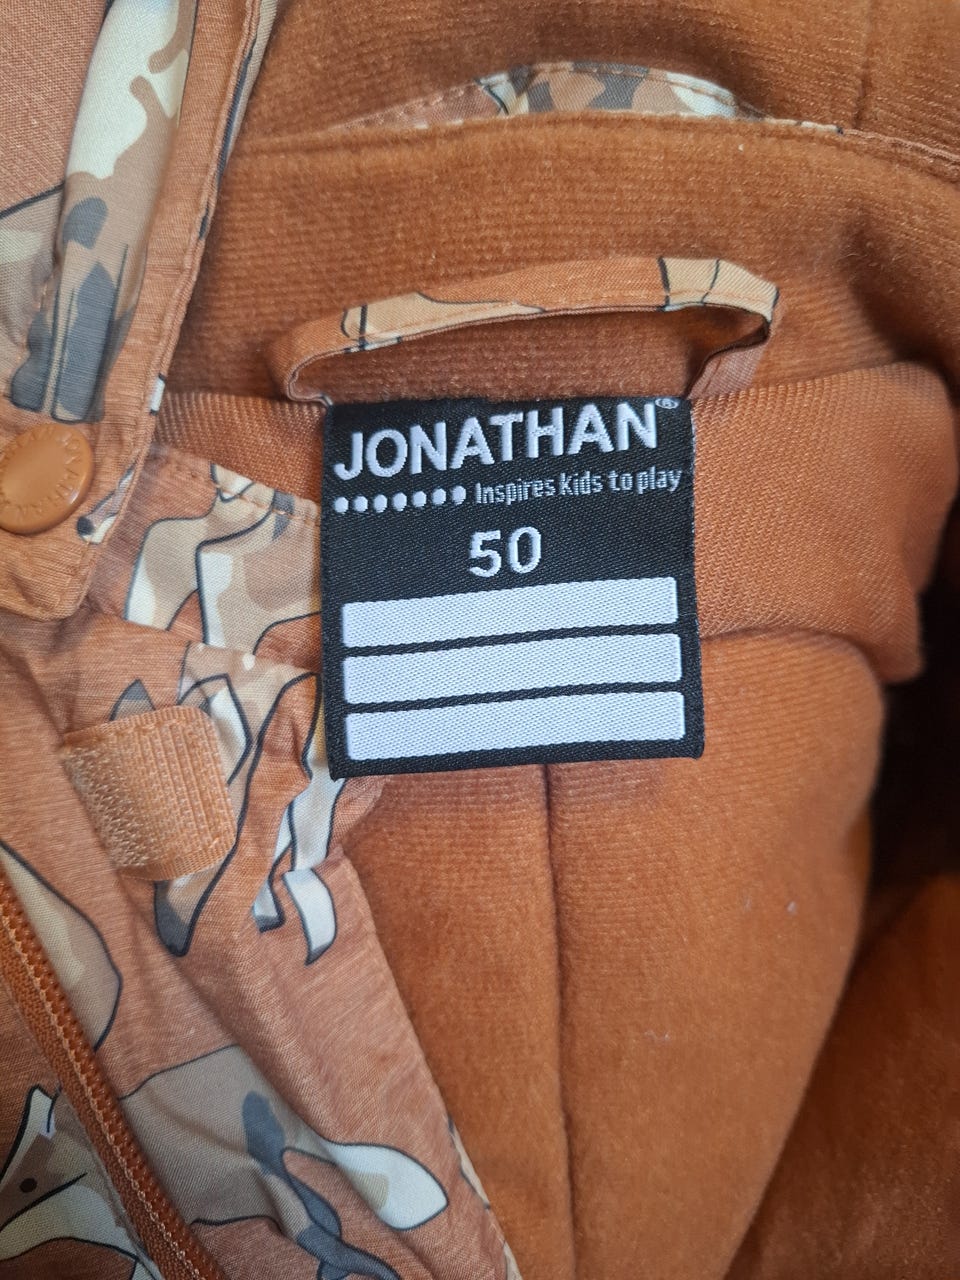 JONATHAN®
Inspires kids to play
50